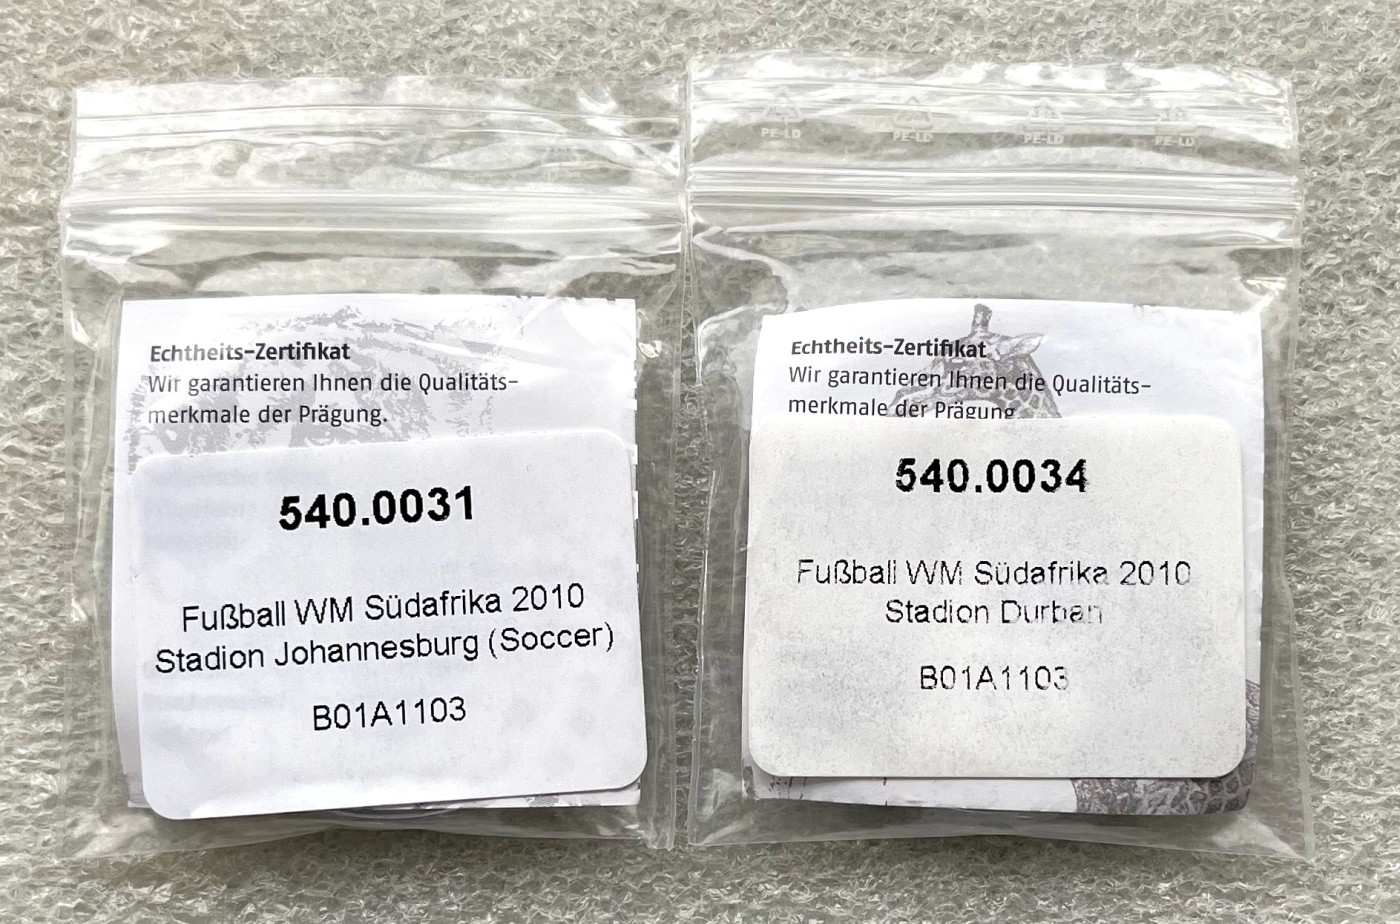 Echtheits-Zertifikat
Wir garantieren Ihnen die Qualitäts-
merkmale der Prägung.
540.0031
Fußball WM Südafrika 2010
Stadion Johannesburg (Soccer)
B01A1103
PE-LD PE-LD PE-LD PE-LD
Echtheits-Zertifikat
Wir garantieren Ihnen die Qualitäts-
merkmale der Prägung
540.0034
Fußball WM Südafrika 2010
Stadion Durban
B01A1103